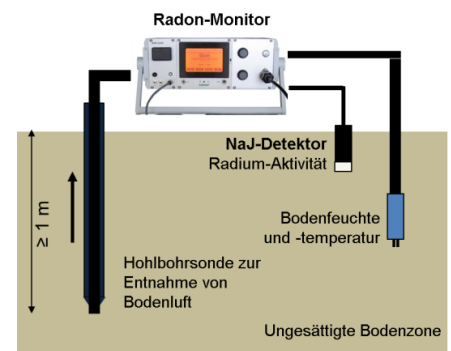 Radon-Monitor
NaJ-Detektor
Radium-Aktivität
≥ 1 m
Bodenfeuchte
und -temperatur
Hohlbohrsonde zur
Entnahme von
Bodenluft
Ungesättigte Bodenzone